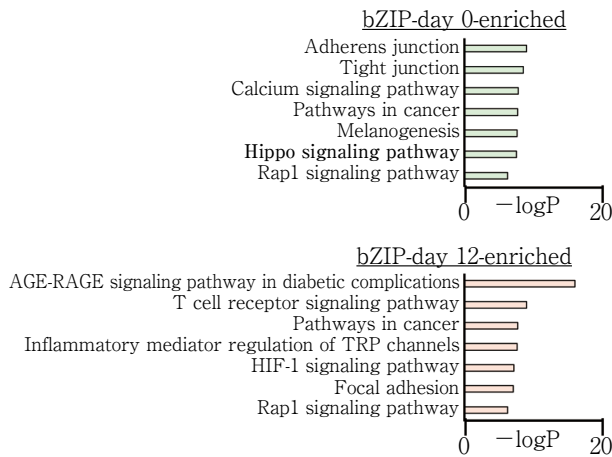 bZIP-day 0-enriched
Adherens junction
Tight junction
Calcium signaling pathway
Pathways in cancer
Melanogenesis
Hippo signaling pathway
Rap1 signaling pathway
0 −logP 20
bZIP-day 12-enriched
AGE-RAGE signaling pathway in diabetic complications
T cell receptor signaling pathway
Pathways in cancer
Inflammatory mediator regulation of TRP channels
HIF-1 signaling pathway
Focal adhesion
Rap1 signaling pathway
0 −logP 20